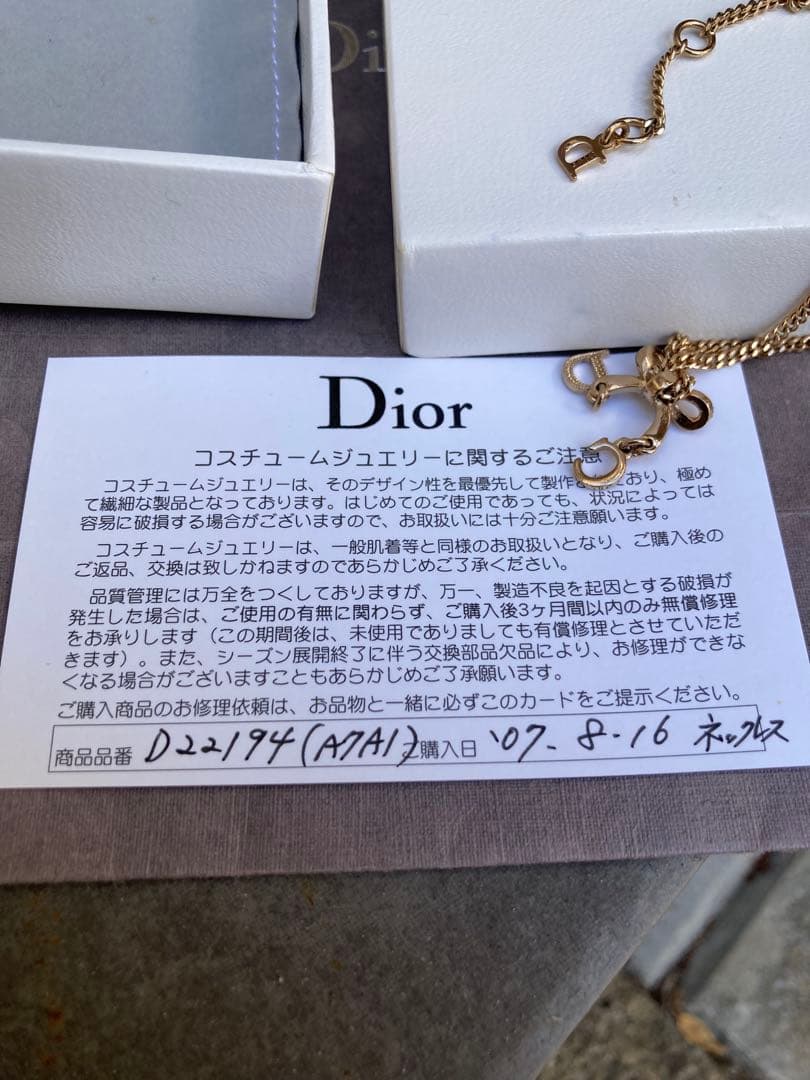 Dior
コスチュームジュエリーに関するご注意
コスチュームジュエリーは、そのデザイン性を最優先して製作おり、極め
て繊細な製品となっております。はじめてのご使用であっても、状況によっては
容易に破損する場合がございますので、お取扱いには十分ご注意願います。
コスチュームジュエリーは、一般肌着等と同様のお取扱いとなり、ご購入後の
ご返品、交換は致しかねますのであらかじめご了承ください。
品質管理には万全をつくしておりますが、万一、製造不良を起因とする破損が
発生した場合は、ご使用の有無に関わらず、ご購入後3ヶ月間以内のみ無償修理
をお承りします（この期間後は、未使用でありましても有償修理とさせていただ
きます）。また、シーズン展開終了に伴う交換部品欠品により、お修理ができな
くなる場合がございますこともあらかじめご了承願います。
ご購入商品のお修理依頼は、お品物と一緒に必ずこのカードをご提示ください。
商品品番 D22194(A7A1) ご購入日 '07.8.16 ネックレス